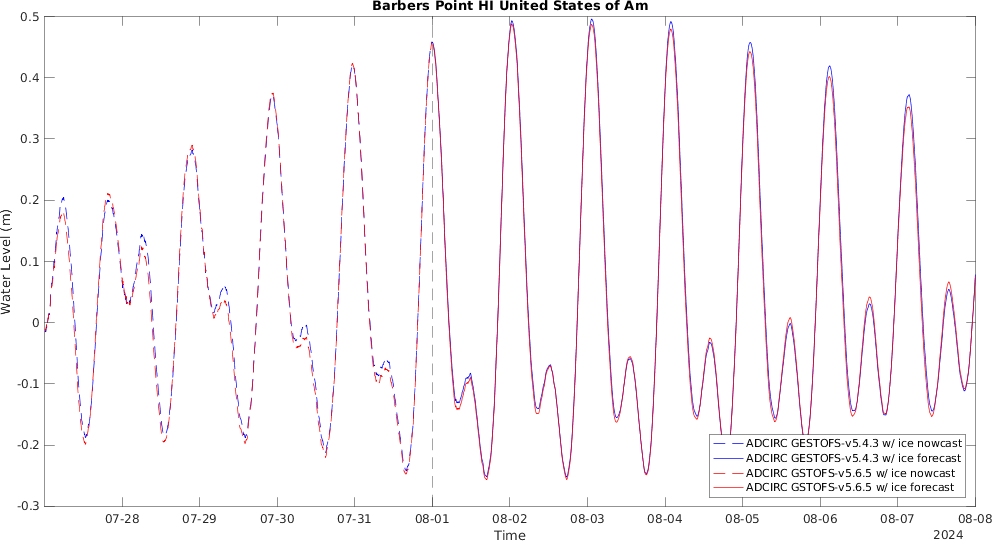 Barbers Point HI United States of Am
0.5
0.4
0.3
0.2
0.1
0
-0.1
-0.2
-0.3
Water Level (m)
ADCIRC GESTOFS-v5.4.3 w/ ice nowcast
ADCIRC GESTOFS-v5.4.3 w/ ice forecast
ADCIRC GSTOFS-v5.6.5 w/ ice nowcast
ADCIRC GSTOFS-v5.6.5 w/ ice forecast
07-28 07-29 07-30 07-31 08-01 08-02 08-03 08-04 08-05 08-06 08-07 08-08
Time
2024